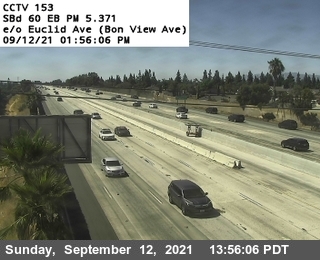 CCTV 153
SBd 60 EB PM 5.371
e/o Euclid Ave (Bon View Ave)
09/12/21 01:56:06 PM
Sunday, September 12, 2021 13:56:06 PDT